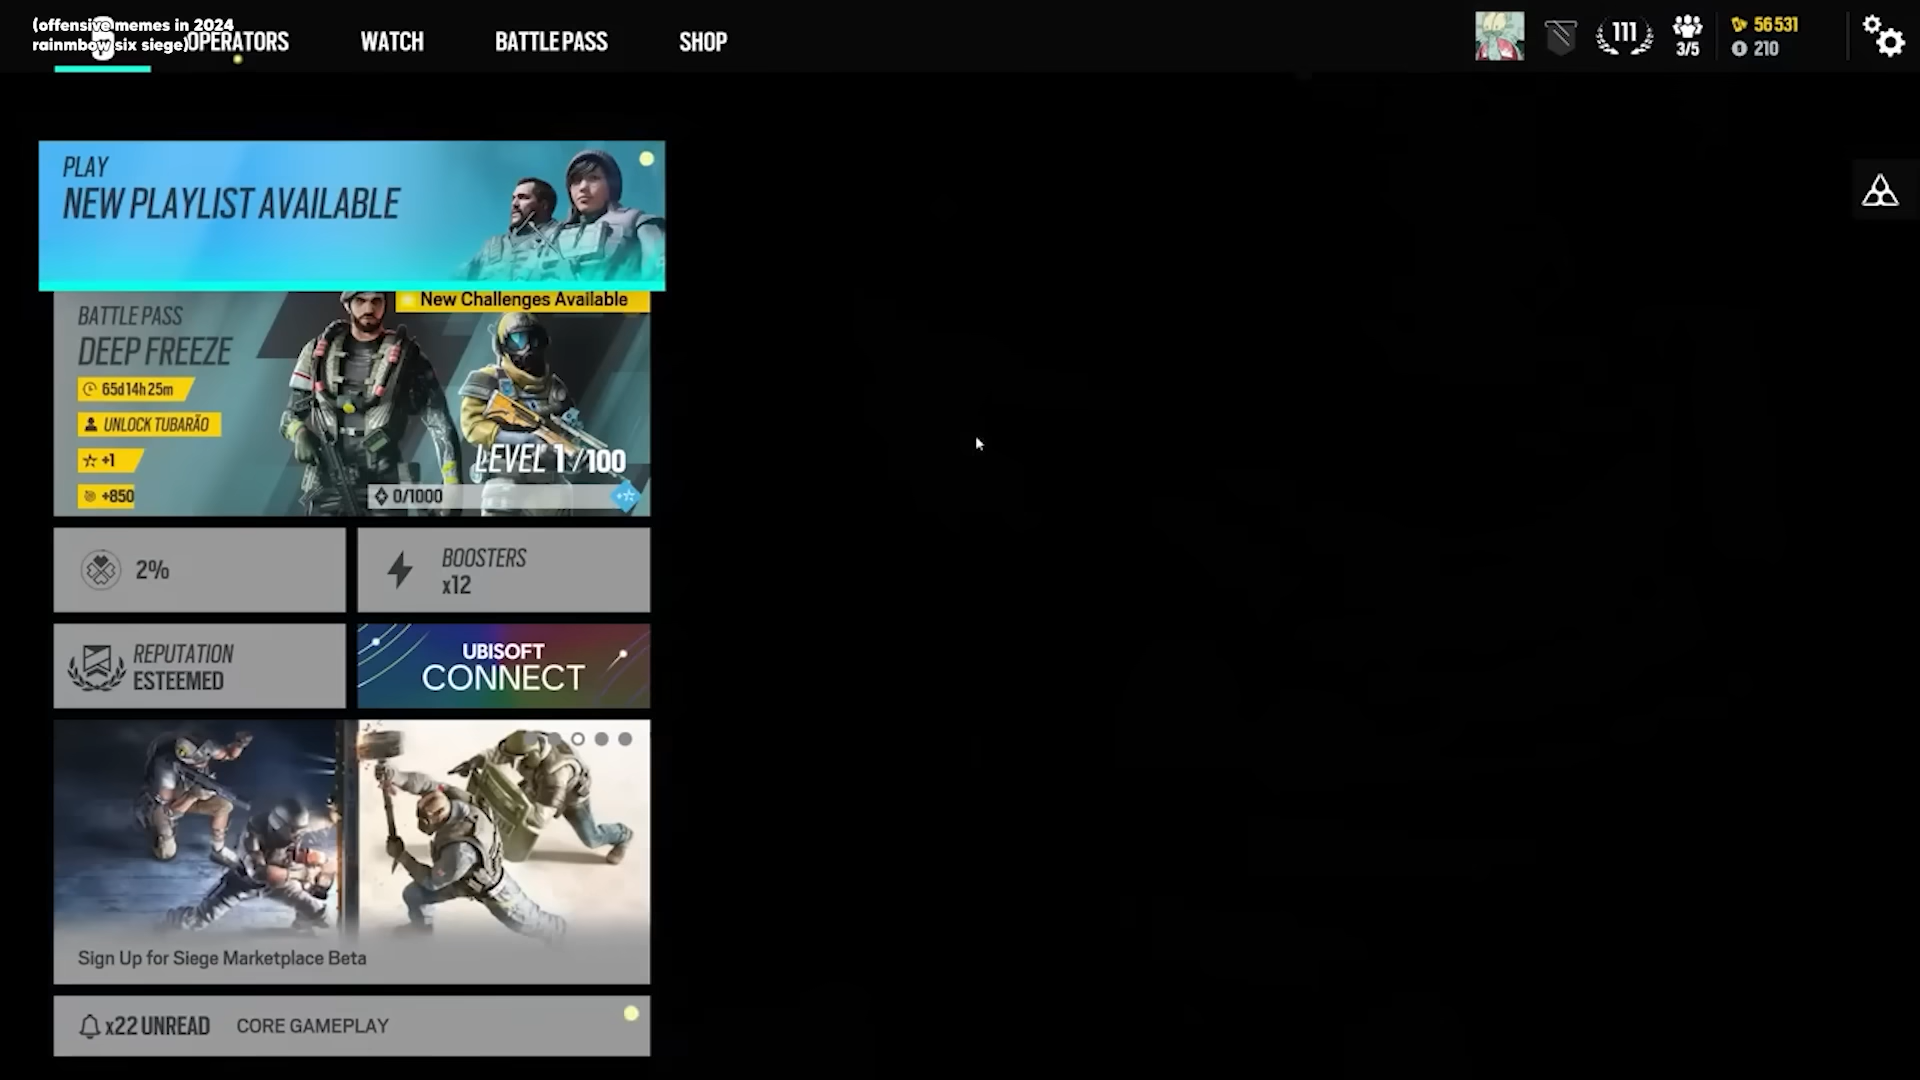 (offensive memes in 2024
rainmbow six siege)
OPERATORS
WATCH
BATTLE PASS
SHOP
111
3/5
56 531
210
PLAY
NEW PLAYLIST AVAILABLE
New Challenges Available
BATTLE PASS
DEEP FREEZE
65d 14h 25m
UNLOCK TUBARÃO
+1
LEVEL 1 / 100
+850
0/1000
2%
BOOSTERS
x12
REPUTATION
ESTEEMED
UBISOFT
CONNECT
Sign Up for Siege Marketplace Beta
x22 UNREAD CORE GAMEPLAY